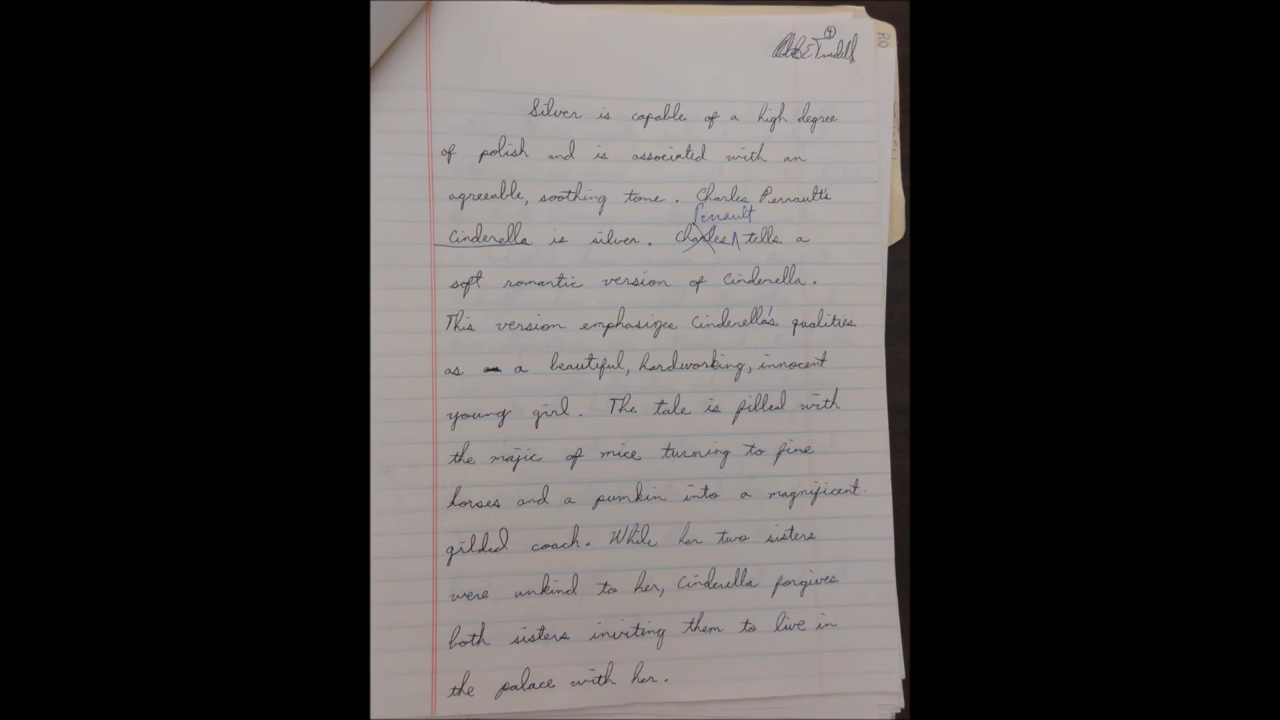 4
RO
Silver is capable of a high degree
of polish and is associated with an
agreeable, soothing tone. Charles Perrault's
Perrault
Cinderella is silver. Charles tells a
soft romantic version of Cinderella.
This version emphasizes Cinderella's qualities
as a beautiful, hardworking, innocent
young girl. The tale is filled with
the majic of mice turning to fine
horses and a pumkin into a magnificent
gilded coach. While her two sisters
were unkind to her, Cinderella forgives
both sisters inviting them to live in
the palace with her.